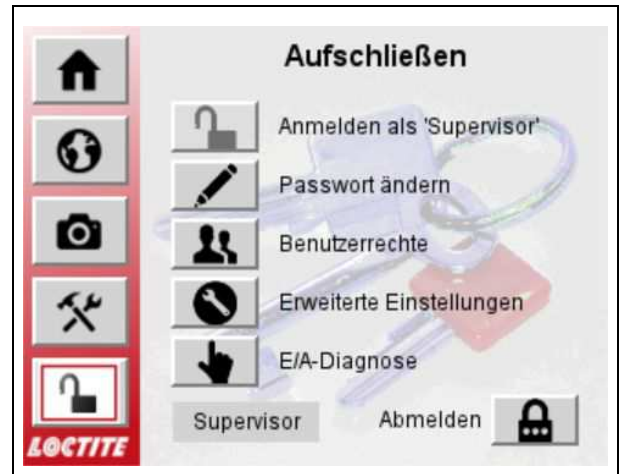 Aufschließen
Anmelden als 'Supervisor'
Passwort ändern
Benutzerrechte
Erweiterte Einstellungen
E/A-Diagnose
Supervisor
Abmelden
LOCTITE